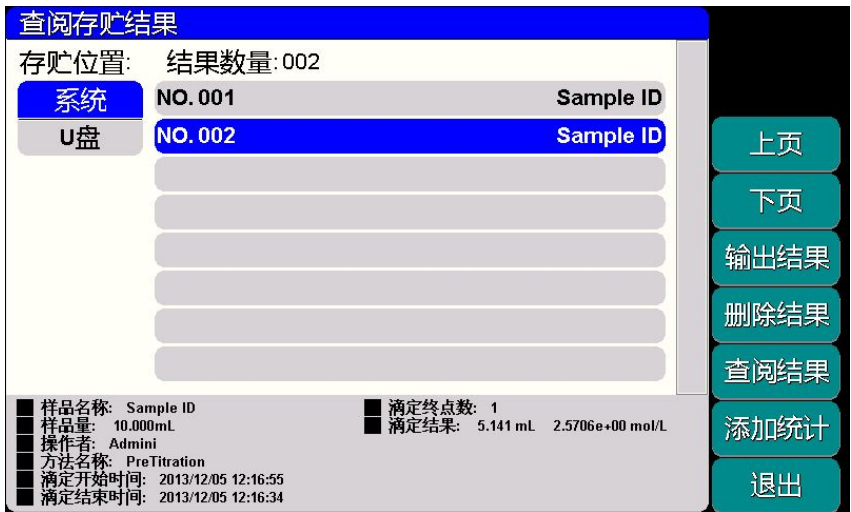 查阅存贮结果
存贮位置: 结果数量:002
系统
U盘
NO. 001 Sample ID
NO. 002 Sample ID
样品名称: Sample ID
样品量: 10.000mL
操作者: Admini
方法名称: PreTitration
滴定开始时间: 2013/12/05 12:16:55
滴定结束时间: 2013/12/05 12:16:34
滴定终点数: 1
滴定结果: 5.141 mL 2.5706e+00 mol/L
上页
下页
输出结果
删除结果
查阅结果
添加统计
退出